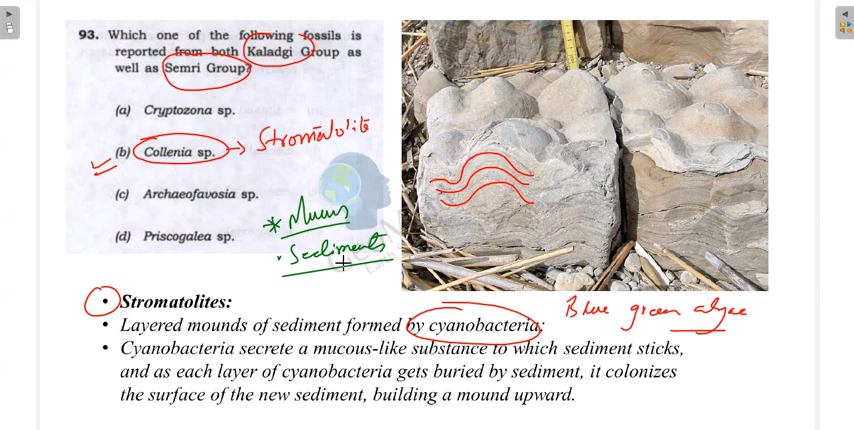 93. Which one of the following fossils is
reported from both Kaladgi Group as
well as Semri Group?
(a) Cryptozona sp.
(b) Collenia sp. → Stromatolite
(c) Archaeofavosia sp.
* Mucus
(d) Priscogalea sp.
· Sediments
• Stromatolites:
Blue green algae
• Layered mounds of sediment formed by cyanobacteria;
• Cyanobacteria secrete a mucous-like substance to which sediment sticks,
and as each layer of cyanobacteria gets buried by sediment, it colonizes
the surface of the new sediment, building a mound upward.